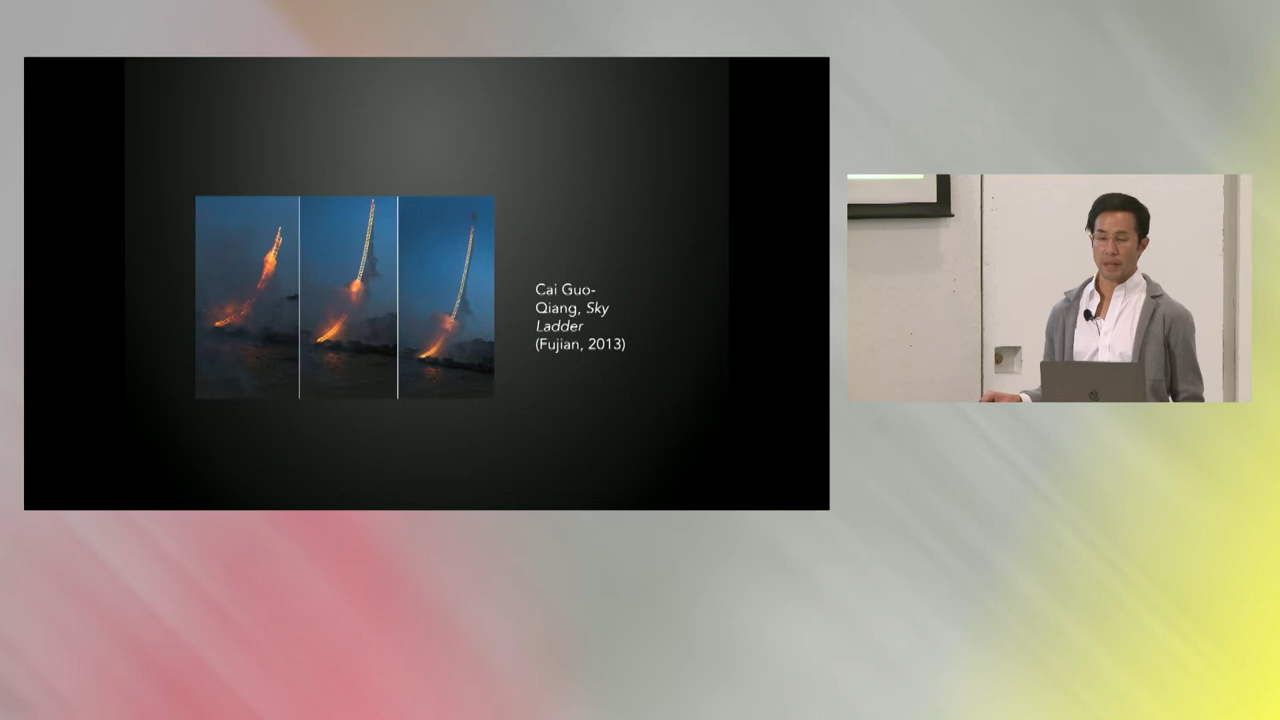 Cai Guo-
Qiang, Sky
Ladder
(Fujian, 2013)